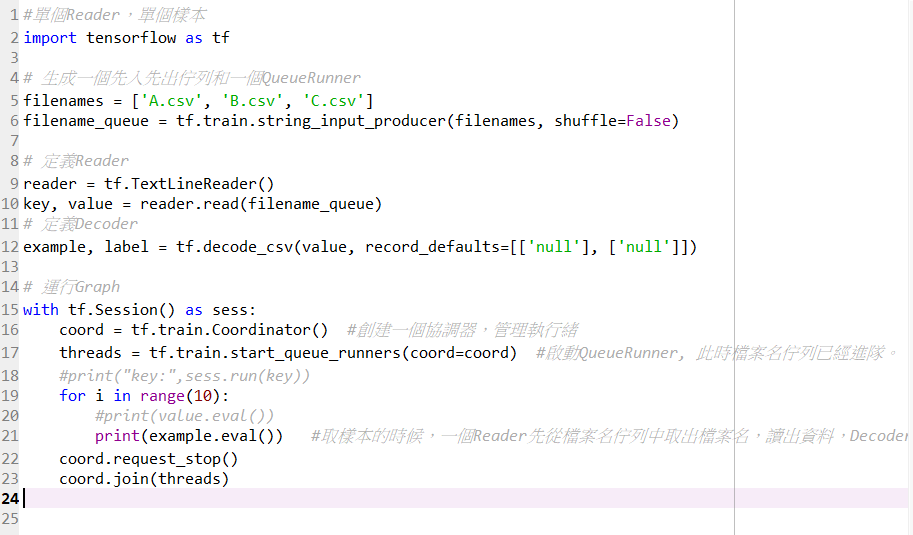 1 #單個Reader，單個樣本
2 import tensorflow as tf
3
4 # 生成一個先入先出佇列和一個QueueRunner
5 filenames = ['A.csv', 'B.csv', 'C.csv']
6 filename_queue = tf.train.string_input_producer(filenames, shuffle=False)
7
8 # 定義Reader
9 reader = tf.TextLineReader()
10 key, value = reader.read(filename_queue)
11 # 定義Decoder
12 example, label = tf.decode_csv(value, record_defaults=[['null'], ['null']])
13
14 # 運行Graph
15 with tf.Session() as sess:
16     coord = tf.train.Coordinator()  #創建一個協調器，管理執行緒
17     threads = tf.train.start_queue_runners(coord=coord)  #啟動QueueRunner, 此時檔案名佇列已經進隊。
18     #print("key:",sess.run(key))
19     for i in range(10):
20         #print(value.eval())
21         print(example.eval())   #取樣本的時候，一個Reader先從檔案名佇列中取出檔案名，讀出資料，Decoder
22     coord.request_stop()
23     coord.join(threads)
24
25